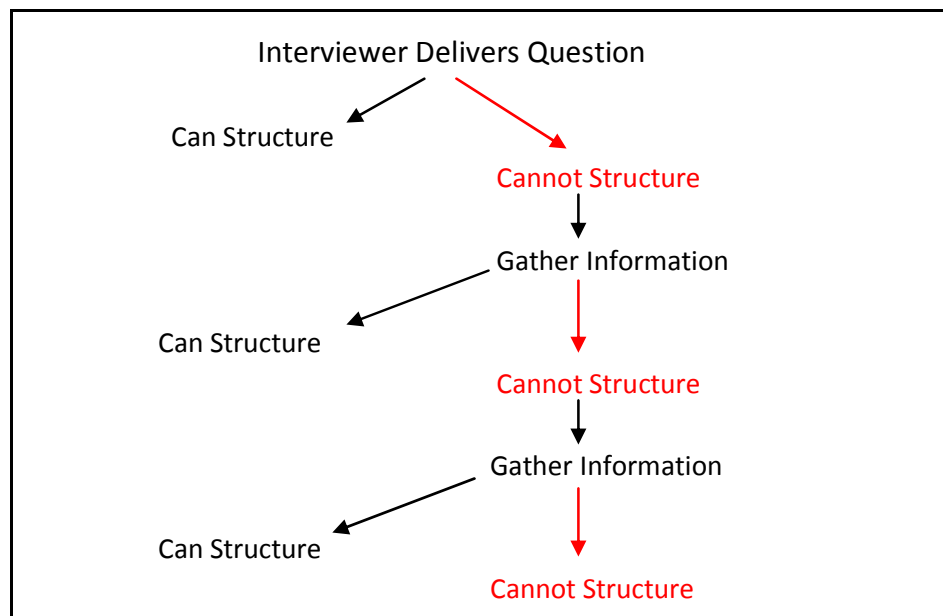 Interviewer Delivers Question
Can Structure
Cannot Structure
Gather Information
Can Structure
Cannot Structure
Gather Information
Can Structure
Cannot Structure